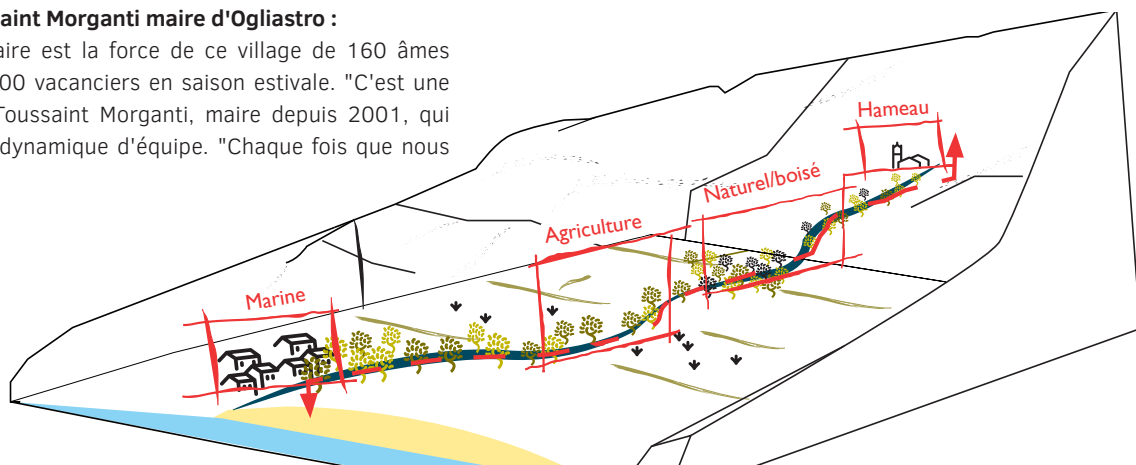 saint Morganti maire d'Ogliastro :
aire est la force de ce village de 160 âmes
00 vacanciers en saison estivale. "C'est une
Toussaint Morganti, maire depuis 2001, qui
dynamique d'équipe. "Chaque fois que nous
Hameau
Naturel/boisé
Agriculture
Marine